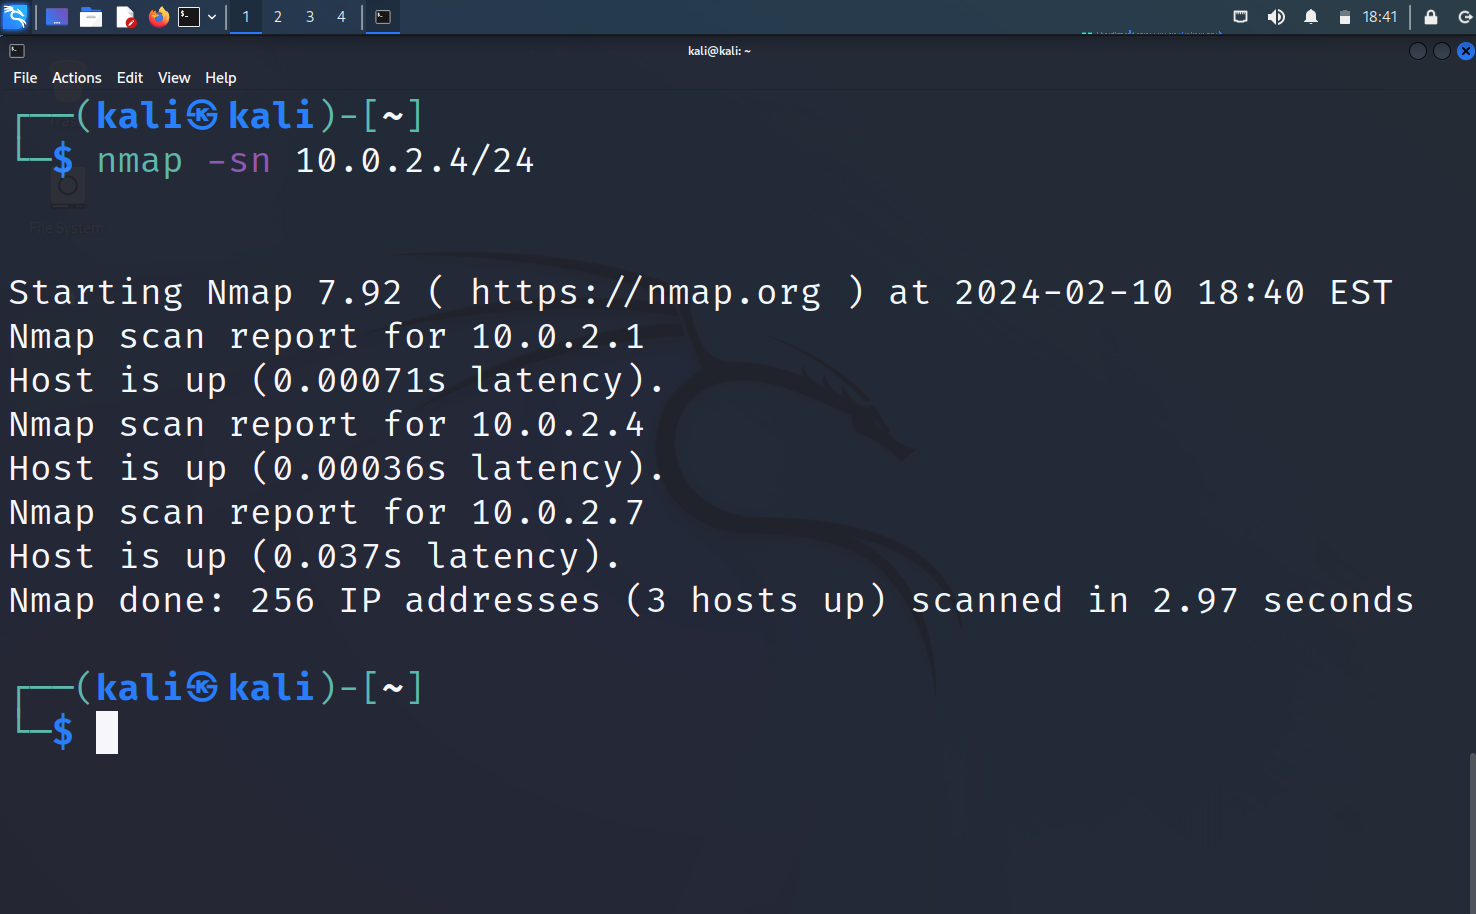 1 2 3 4 18:41
kali@kali: ~
File Actions Edit View Help
┌──(kali㉿kali)-[~]
└─$ nmap -sn 10.0.2.4/24
File System
Starting Nmap 7.92 ( https://nmap.org ) at 2024-02-10 18:40 EST
Nmap scan report for 10.0.2.1
Host is up (0.00071s latency).
Nmap scan report for 10.0.2.4
Host is up (0.00036s latency).
Nmap scan report for 10.0.2.7
Host is up (0.037s latency).
Nmap done: 256 IP addresses (3 hosts up) scanned in 2.97 seconds
┌──(kali㉿kali)-[~]
└─$